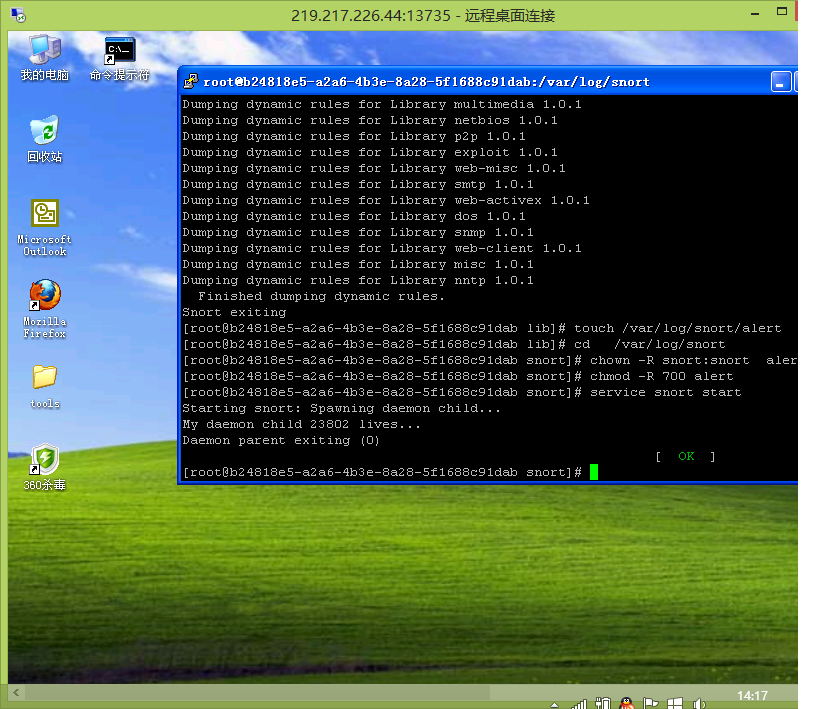 219.217.226.44:13735 - 远程桌面连接
我的电脑
命令提示符
C:\
回收站
Microsoft
Outlook
Mozilla
Firefox
tools
360杀毒
root@b24818e5-a2a6-4b3e-8a28-5f1688c91dab:/var/log/snort
Dumping dynamic rules for Library multimedia 1.0.1
Dumping dynamic rules for Library netbios 1.0.1
Dumping dynamic rules for Library p2p 1.0.1
Dumping dynamic rules for Library exploit 1.0.1
Dumping dynamic rules for Library web-misc 1.0.1
Dumping dynamic rules for Library smtp 1.0.1
Dumping dynamic rules for Library web-activex 1.0.1
Dumping dynamic rules for Library dos 1.0.1
Dumping dynamic rules for Library snmp 1.0.1
Dumping dynamic rules for Library web-client 1.0.1
Dumping dynamic rules for Library misc 1.0.1
Dumping dynamic rules for Library nntp 1.0.1
  Finished dumping dynamic rules.
Snort exiting
[root@b24818e5-a2a6-4b3e-8a28-5f1688c91dab lib]# touch /var/log/snort/alert
[root@b24818e5-a2a6-4b3e-8a28-5f1688c91dab lib]# cd   /var/log/snort
[root@b24818e5-a2a6-4b3e-8a28-5f1688c91dab snort]# chown -R snort:snort  aler
[root@b24818e5-a2a6-4b3e-8a28-5f1688c91dab snort]# chmod -R 700 alert
[root@b24818e5-a2a6-4b3e-8a28-5f1688c91dab snort]# service snort start
Starting snort: Spawning daemon child...
My daemon child 23802 lives...
Daemon parent exiting (0)
[  OK  ]
[root@b24818e5-a2a6-4b3e-8a28-5f1688c91dab snort]#
14:17